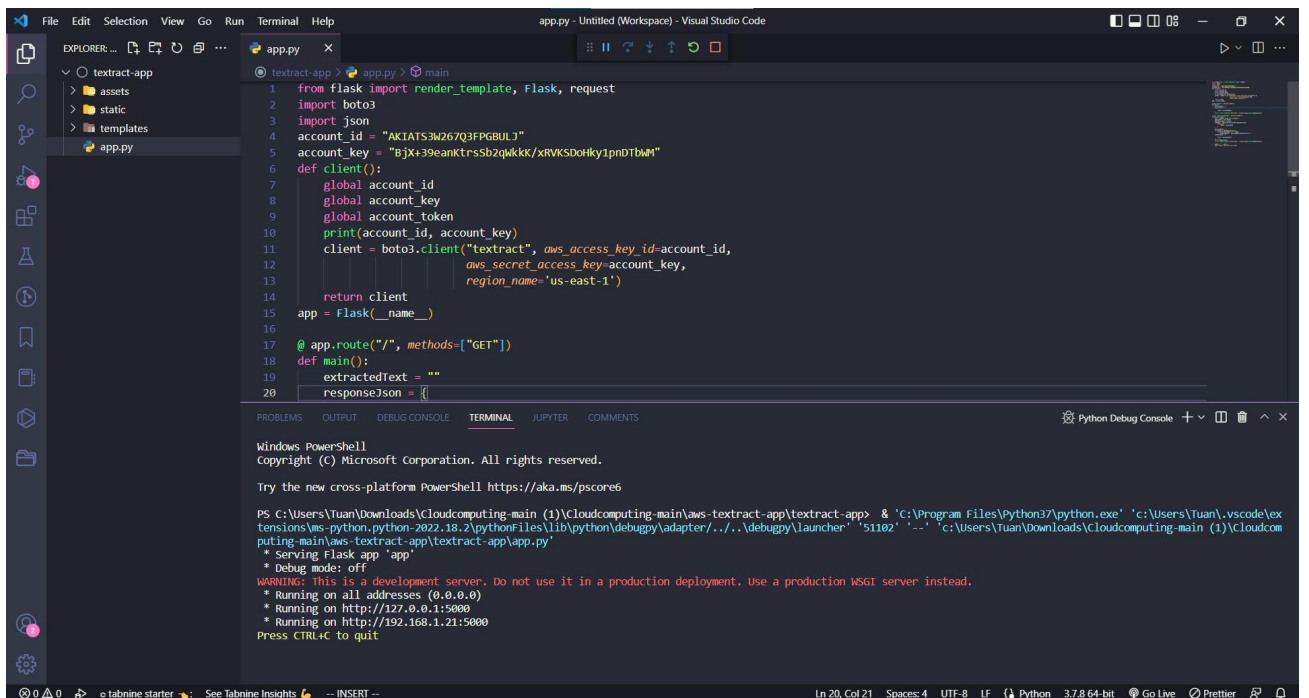 File Edit Selection View Go Run Terminal Help
app.py - Untitled (Workspace) - Visual Studio Code
EXPLORER: ...
textract-app
assets
static
templates
app.py
app.py
textract-app > app.py > main
1 from flask import render_template, Flask, request
2 import boto3
3 import json
4 account_id = "[redacted]"
5 account_key = "[redacted]"
6 def client():
7 global account_id
8 global account_key
9 global account_token
10 print(account_id, account_key)
11 client = boto3.client("textract", aws_access_key_id=account_id,
12 aws_secret_access_key=account_key,
13 region_name='us-east-1')
14 return client
15 app = Flask(__name__)
16
17 @ app.route("/", methods=["GET"])
18 def main():
19 extractedText = ""
20 responseJson = {
PROBLEMS OUTPUT DEBUG CONSOLE TERMINAL JUPYTER COMMENTS
Python Debug Console
Windows PowerShell
Copyright (C) Microsoft Corporation. All rights reserved.
Try the new cross-platform PowerShell https://aka.ms/pscore6
PS C:\Users\Tuan\Downloads\Cloudcomputing-main (1)\Cloudcomputing-main\aws-textract-app\textract-app> & 'C:\Program Files\Python37\python.exe' 'c:\Users\Tuan\.vscode\ex
tensions\ms-python.python-2022.18.2\pythonFiles\lib\python\debugpy\adapter/../..\debugpy\launcher' '51102' '--' 'c:\Users\Tuan\Downloads\Cloudcomputing-main (1)\Cloudcom
puting-main\aws-textract-app\textract-app\app.py'
* Serving Flask app 'app'
* Debug mode: off
WARNING: This is a development server. Do not use it in a production deployment. Use a production WSGI server instead.
* Running on all addresses (0.0.0.0)
* Running on http://127.0.0.1:5000
* Running on http://192.168.1.21:5000
Press CTRL+C to quit
1
2
0 0 tabnine starter See Tabnine Insights -- INSERT --
Ln 20, Col 21 Spaces: 4 UTF-8 LF Python 3.7.8 64-bit Go Live Prettier